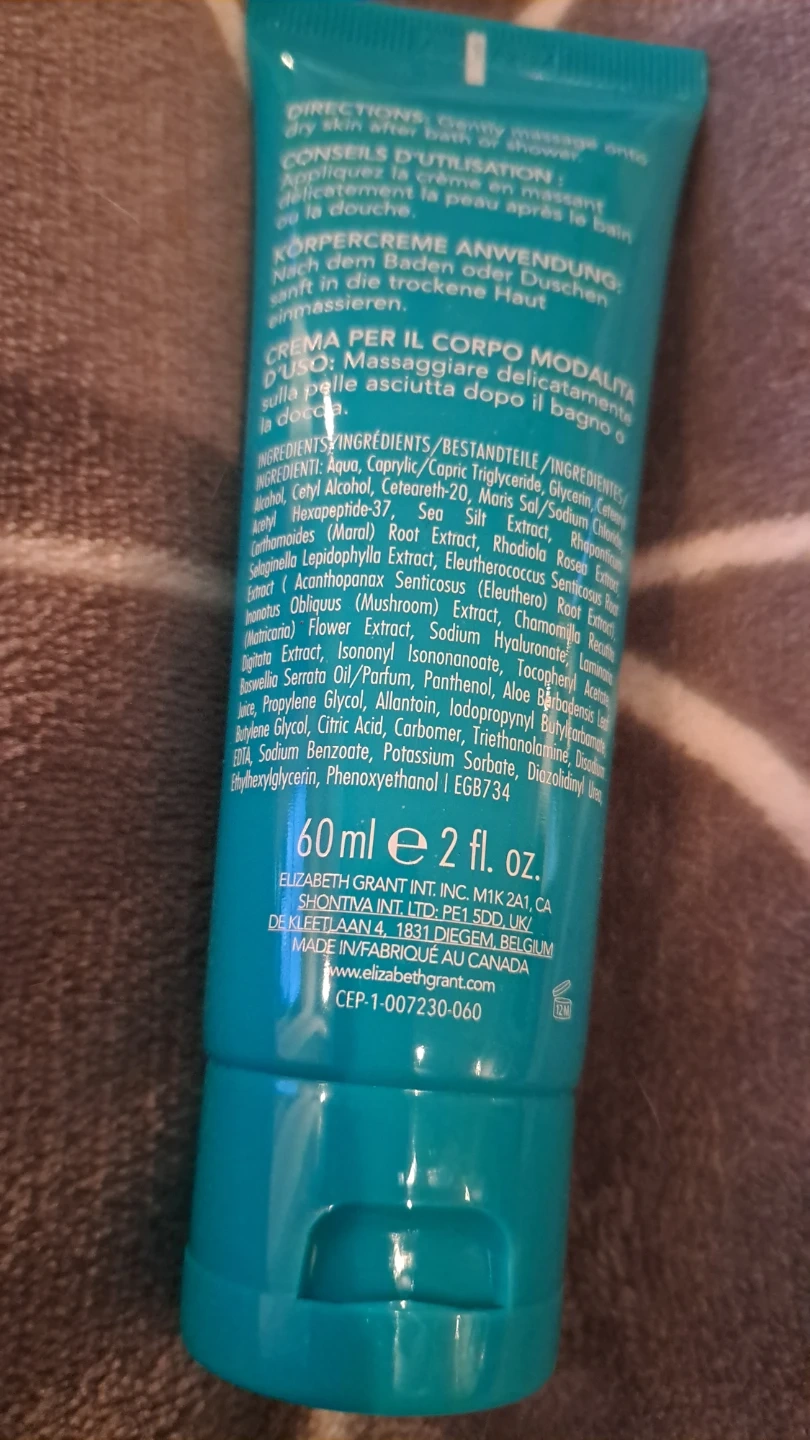 DIRECTIONS: Gently massage onto
dry skin after bath or shower.
CONSEILS D'UTILISATION :
Appliquez la crème en massant
délicatement la peau après le bain
ou la douche.
KÖRPERCREME ANWENDUNG:
Nach dem Baden oder Duschen
sanft in die trockene Haut
einmassieren.
CREMA PER IL CORPO MODALITÀ
D'USO: Massaggiare delicatamente
sulla pelle asciutta dopo il bagno o
la doccia.
INGREDIENTS/INGRÉDIENTS/BESTANDTEILE/INGREDIENTES/
INGREDIENTI: Aqua, Caprylic/Capric Triglyceride, Glycerin, Cetearyl
Alcohol, Cetyl Alcohol, Ceteareth-20, Maris Sal/Sodium Chloride,
Acetyl Hexapeptide-37, Sea Silt Extract, Rhaponticum
Carthamoides (Maral) Root Extract, Rhodiola Rosea Extract,
Selaginella Lepidophylla Extract, Eleutherococcus Senticosus Root
Extract ( Acanthopanax Senticosus (Eleuthero) Root Extract),
Inonotus Obliquus (Mushroom) Extract, Chamomilla Recutita
(Matricaria) Flower Extract, Sodium Hyaluronate, Laminaria
Digitata Extract, Isononyl Isononanoate, Tocopheryl Acetate,
Boswellia Serrata Oil/Parfum, Panthenol, Aloe Barbadensis Leaf
Juice, Propylene Glycol, Allantoin, Iodopropynyl Butylcarbamate,
Butylene Glycol, Citric Acid, Carbomer, Triethanolamine, Disodium
EDTA, Sodium Benzoate, Potassium Sorbate, Diazolidinyl Urea,
Ethylhexylglycerin, Phenoxyethanol | EGB734
60 ml e 2 fl. oz.
ELIZABETH GRANT INT. INC. M1K 2A1, CA
SHONTIVA INT. LTD: PE1 5DD, UK/
DE KLEETLAAN 4, 1831 DIEGEM, BELGIUM
MADE IN/FABRIQUÉ AU CANADA
www.elizabethgrant.com
CEP-1-007230-060
12M